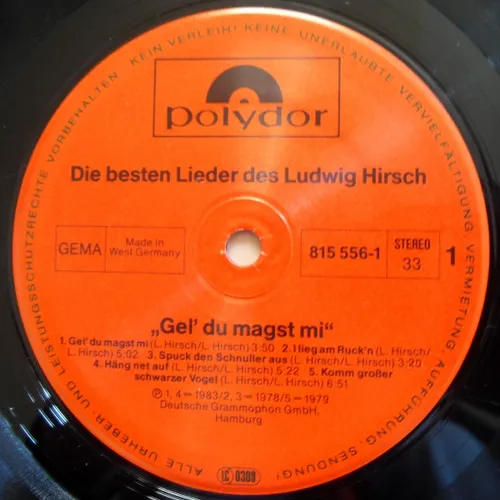 polydor
Die besten Lieder des Ludwig Hirsch
GEMA
Made in
West Germany
815 556-1
STEREO
33
1
„Gel' du magst mi“
1. Gel' du magst mi (L. Hirsch/L. Hirsch) 3:50 2. I lieg am Ruck'n (L. Hirsch/
L. Hirsch) 5:02 3. Spuck den Schnuller aus (L. Hirsch/L. Hirsch) 3:20
4. Häng net auf (L. Hirsch/L. Hirsch) 5:22 5. Komm großer
schwarzer Vogel (L. Hirsch/L. Hirsch) 6:51
Ⓟ 1, 4 = 1983/2, 3 = 1978/5 = 1979
Deutsche Grammophon GmbH,
Hamburg
LC 0309
ALLE URHEBER- UND LEISTUNGSSCHUTZRECHTE VORBEHALTEN · KEIN VERLEIH! KEINE UNERLAUBTE VERVIELFÄLTIGUNG, VERMIETUNG, AUFFÜHRUNG, SENDUNG!